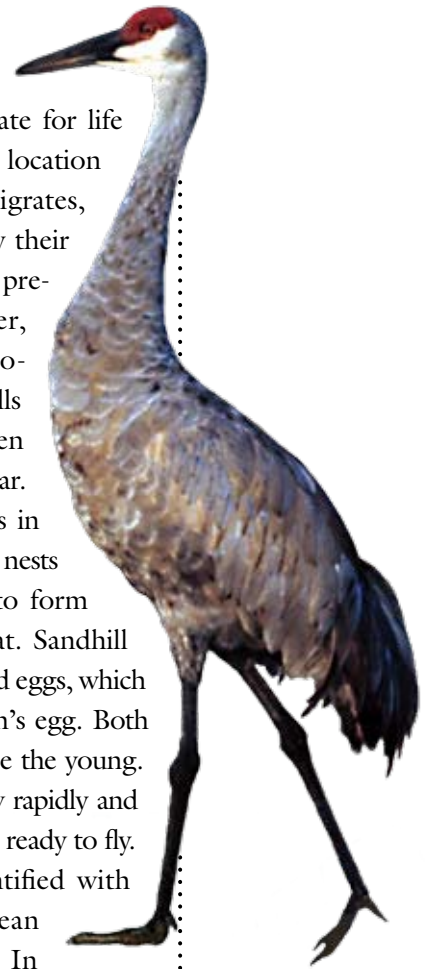 ate for life
location
igrates,
their
pre-
er,
o-
lls
en
ar.
s in
nests
to form
at. Sandhill
d eggs, which
n’s egg. Both
e the young.
rapidly and
ready to fly.
ntified with
ean
In